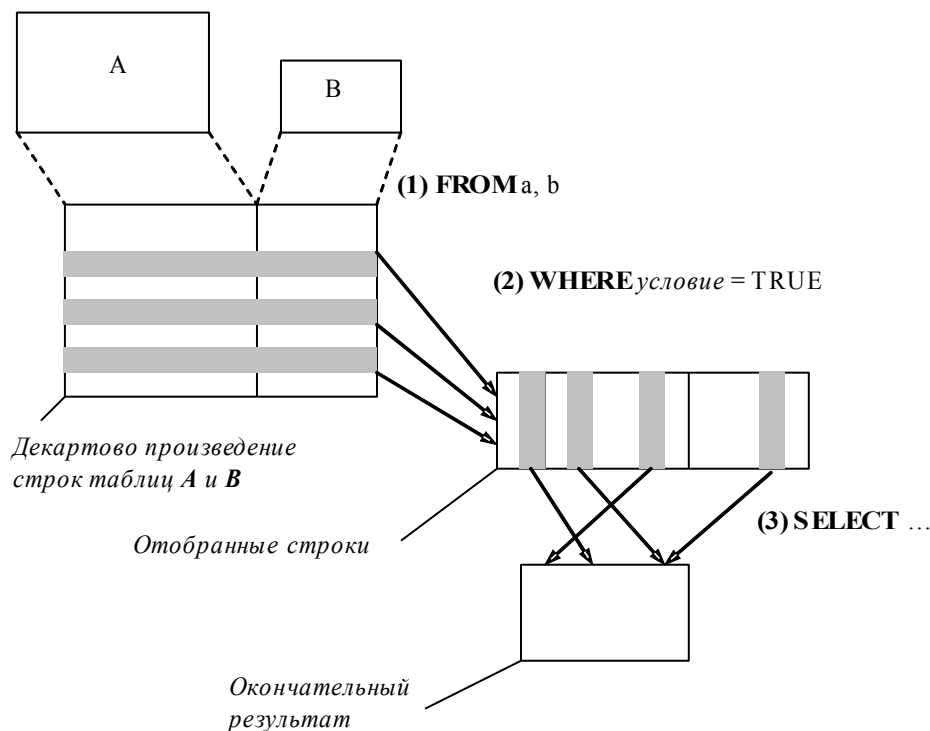 A
B
(1) FROM a, b
(2) WHERE условие = TRUE
Декартово произведение
строк таблиц A и B
Отобранные строки
(3) SELECT ...
Окончательный
результат